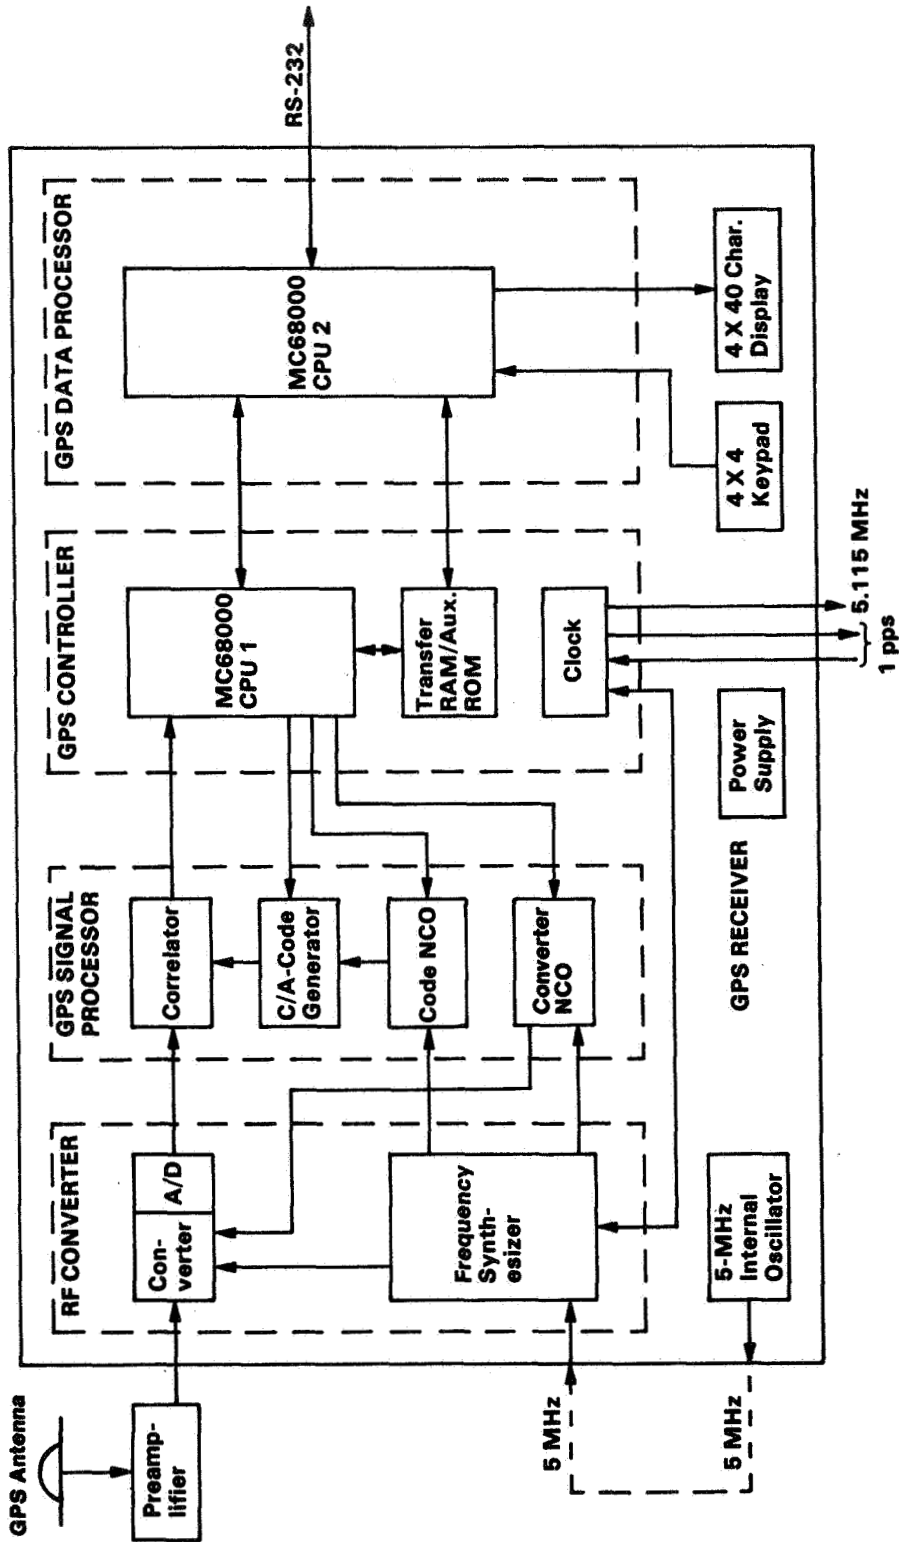 GPS Antenna
Preamp-
lifier
RF CONVERTER
Con-
verter
A/D
Frequency
Synth-
esizer
5 MHz
5 MHz
5-MHz
Internal
Oscillator
GPS SIGNAL
PROCESSOR
Correlator
C/A-Code
Generator
Code NCO
Converter
NCO
GPS RECEIVER
GPS CONTROLLER
MC68000
CPU 1
Transfer
RAM/Aux.
ROM
Clock
Power
Supply
1 pps
5.115 MHz
GPS DATA PROCESSOR
MC68000
CPU 2
4 X 4
Keypad
4 X 40 Char.
Display
RS-232